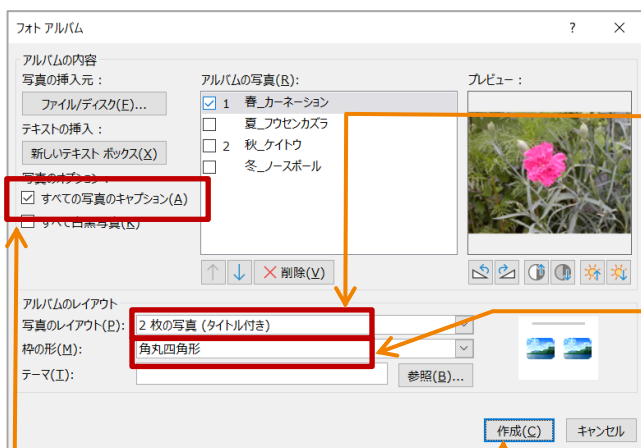 フォト アルバム
? ×
アルバムの内容
写真の挿入元：
ファイル/ディスク(F)...
テキストの挿入：
新しいテキスト ボックス(X)
写真のオプション：
すべての写真のキャプション(A)
すべて白黒写真(K)
アルバムの写真(R):
1 春_カーネーション
夏_フウセンカズラ
2 秋_ケイトウ
冬_ノースポール
削除(V)
プレビュー：
アルバムのレイアウト
写真のレイアウト(P): 2 枚の写真 (タイトル付き)
枠の形(M): 角丸四角形
テーマ(T): 参照(B)...
作成(C) キャンセル